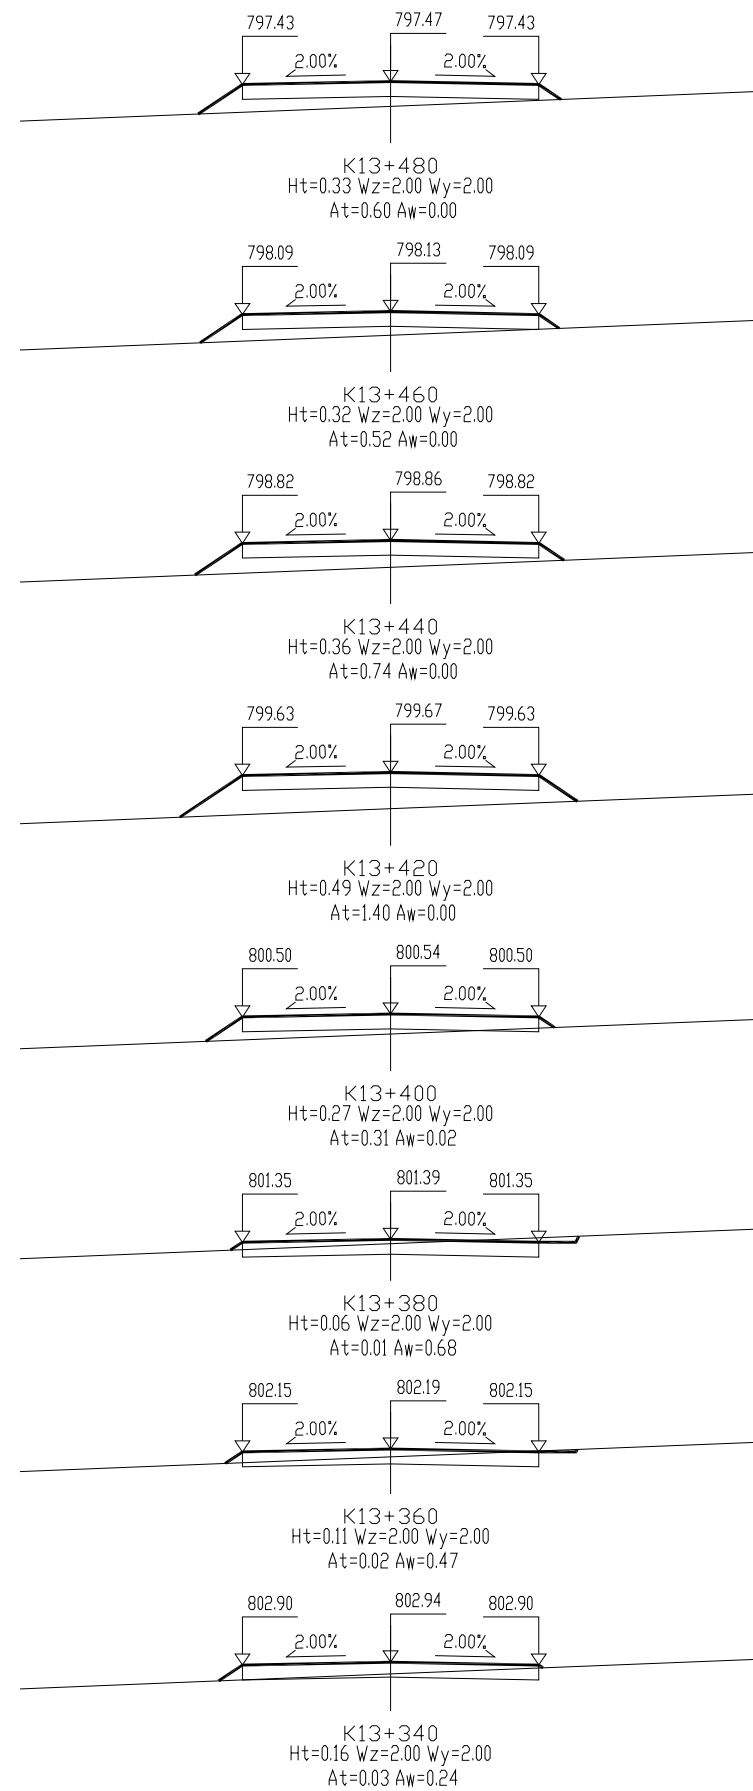 797.43 797.47 797.43
2.00% 2.00%
K13+480
Ht=0.33 Wz=2.00 Wy=2.00
At=0.60 Aw=0.00
798.09 798.13 798.09
2.00% 2.00%
K13+460
Ht=0.32 Wz=2.00 Wy=2.00
At=0.52 Aw=0.00
798.82 798.86 798.82
2.00% 2.00%
K13+440
Ht=0.36 Wz=2.00 Wy=2.00
At=0.74 Aw=0.00
799.63 799.67 799.63
2.00% 2.00%
K13+420
Ht=0.49 Wz=2.00 Wy=2.00
At=1.40 Aw=0.00
800.50 800.54 800.50
2.00% 2.00%
K13+400
Ht=0.27 Wz=2.00 Wy=2.00
At=0.31 Aw=0.02
801.35 801.39 801.35
2.00% 2.00%
K13+380
Ht=0.06 Wz=2.00 Wy=2.00
At=0.01 Aw=0.68
802.15 802.19 802.15
2.00% 2.00%
K13+360
Ht=0.11 Wz=2.00 Wy=2.00
At=0.02 Aw=0.47
802.90 802.94 802.90
2.00% 2.00%
K13+340
Ht=0.16 Wz=2.00 Wy=2.00
At=0.03 Aw=0.24